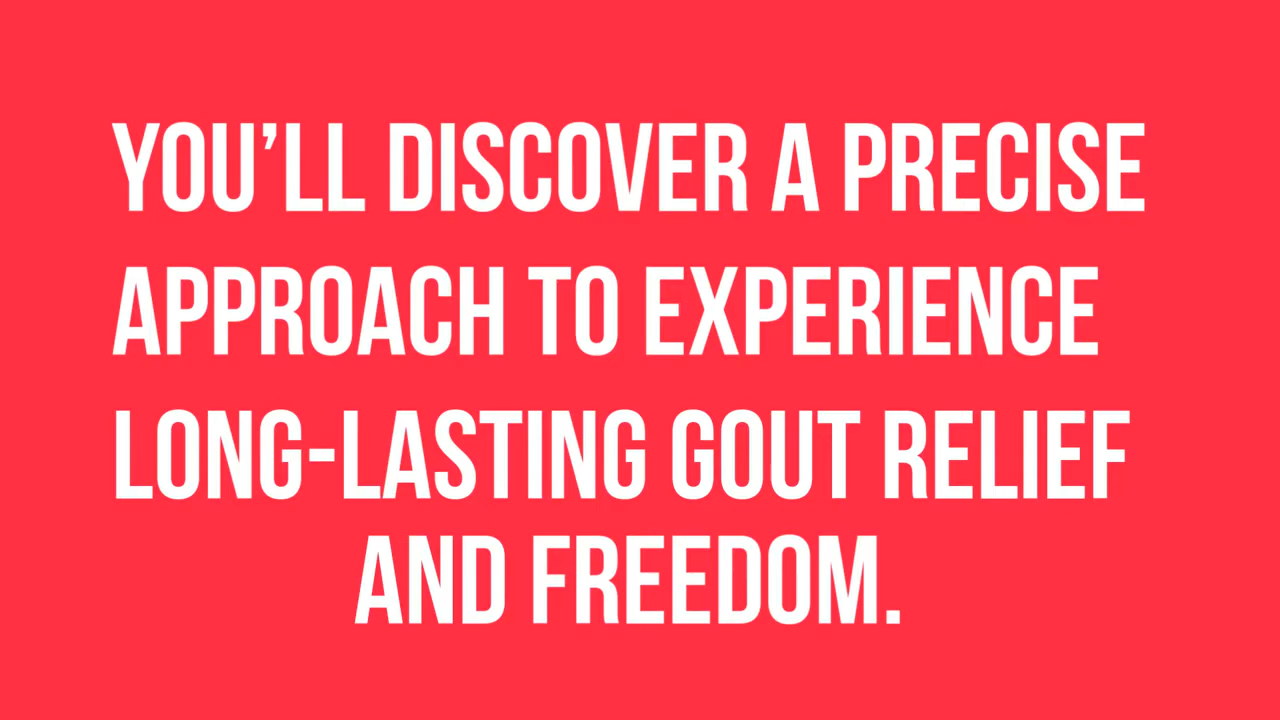 YOU'LL DISCOVER A PRECISE
APPROACH TO EXPERIENCE
LONG-LASTING GOUT RELIEF
AND FREEDOM.